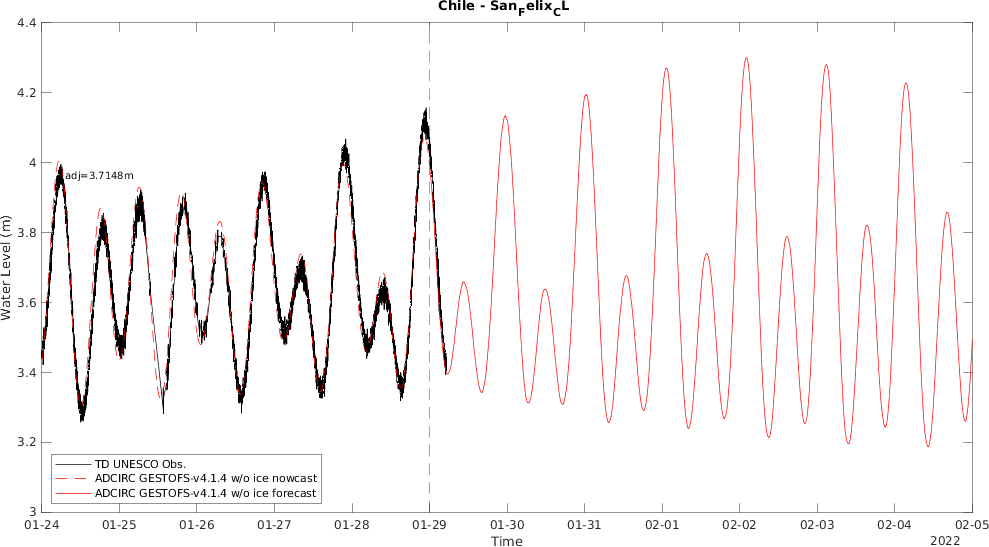 Chile - San_Felix_CL
4.4
4.2
4
3.8
3.6
3.4
3.2
3
Water Level (m)
adj=3.7148m
TD UNESCO Obs.
ADCIRC GESTOFS-v4.1.4 w/o ice nowcast
ADCIRC GESTOFS-v4.1.4 w/o ice forecast
01-24 01-25 01-26 01-27 01-28 01-29 01-30 01-31 02-01 02-02 02-03 02-04 02-05
Time
2022